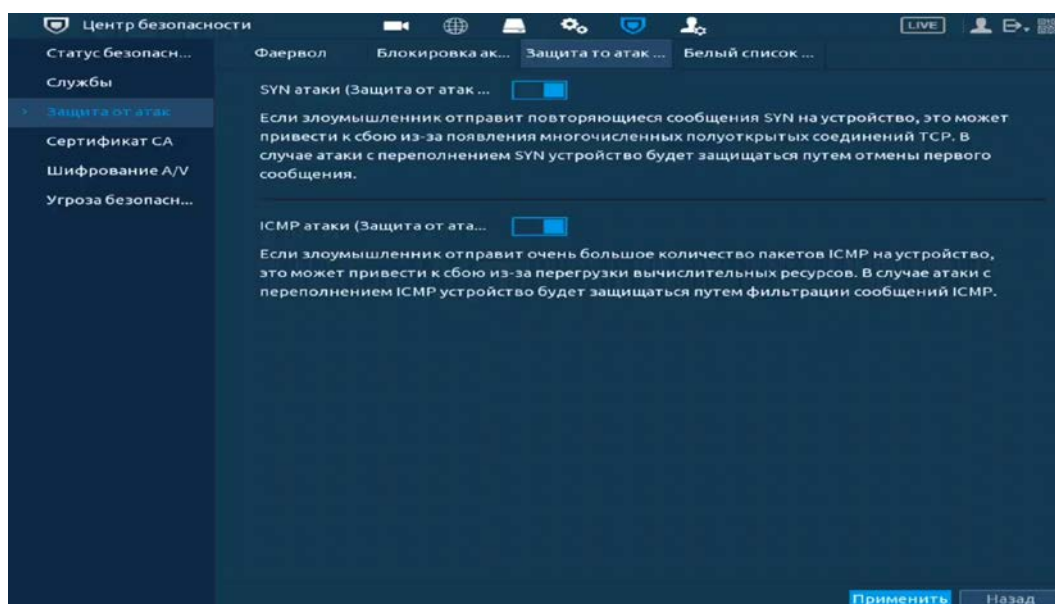 Центр безопасности
LIVE
Статус безопасн...
Службы
Защита от атак
Сертификат CA
Шифрование A/V
Угроза безопасн...
Фаервол
Блокировка ак...
Защита то атак ...
Белый список ...
SYN атаки (Защита от атак ...
Если злоумышленник отправит повторяющиеся сообщения SYN на устройство, это может
привести к сбою из-за появления многочисленных полуоткрытых соединений TCP. В
случае атаки с переполнением SYN устройство будет защищаться путем отмены первого
сообщения.
ICMP атаки (Защита от ата...
Если злоумышленник отправит очень большое количество пакетов ICMP на устройство,
это может привести к сбою из-за перегрузки вычислительных ресурсов. В случае атаки с
переполнением ICMP устройство будет защищаться путем фильтрации сообщений ICMP.
Применить
Назад